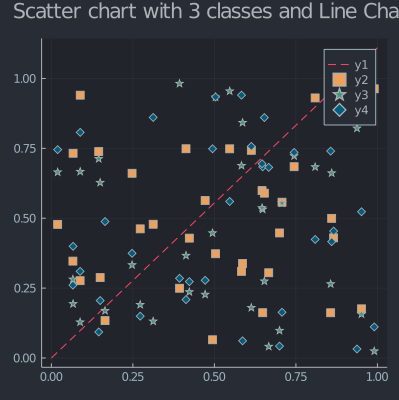 Scatter chart with 3 classes and Line Cha
y1
y2
y3
y4
1.00
0.75
0.50
0.25
0.00
0.00 0.25 0.50 0.75 1.00